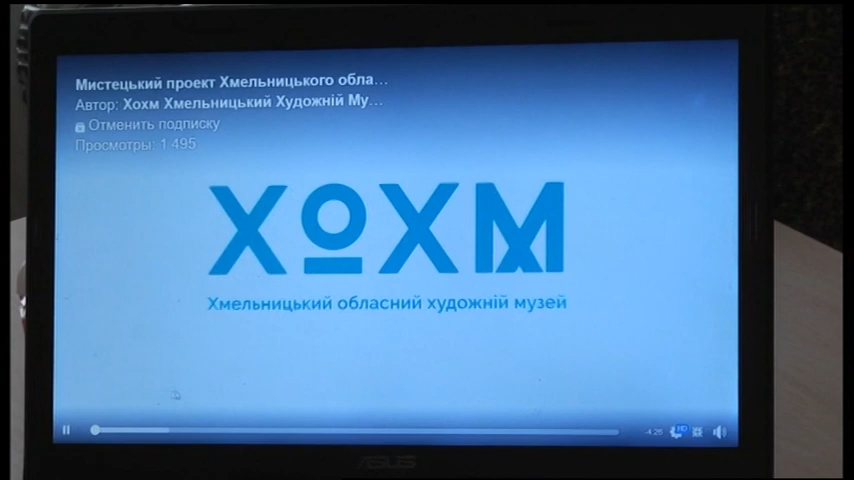 Мистецький проект Хмельницького обла...
Автор: Хохм Хмельницький Художній Му...
Отменить подписку
Просмотры: 1 495
ХОХМ
Хмельницький обласний художній музей
-4:26
HD
ASUS